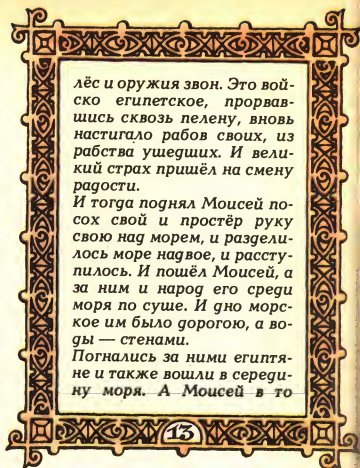 лёс и оружия звон. Это вой-
ско египетское, прорвав-
шись сквозь пелену, вновь
настигало рабов своих, из
рабства ушедших. И вели-
кий страх пришёл на смену
радости.
И тогда поднял Моисей по-
сох свой и простёр руку
свою над морем, и раздели-
лось море надвое, и рассту-
пилось. И пошёл Моисей, а
за ним и народ его среди
моря по суше. И дно морс-
кое им было дорогою, а во-
ды — стенами.
Погнались за ними египтя-
не и также вошли в середи-
ну моря. А Моисей в то
13